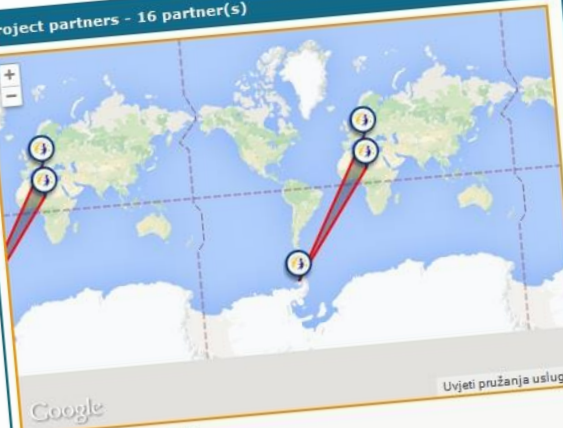 roject partners - 16 partner(s)
+
−
Google
Uvjeti pružanja uslug